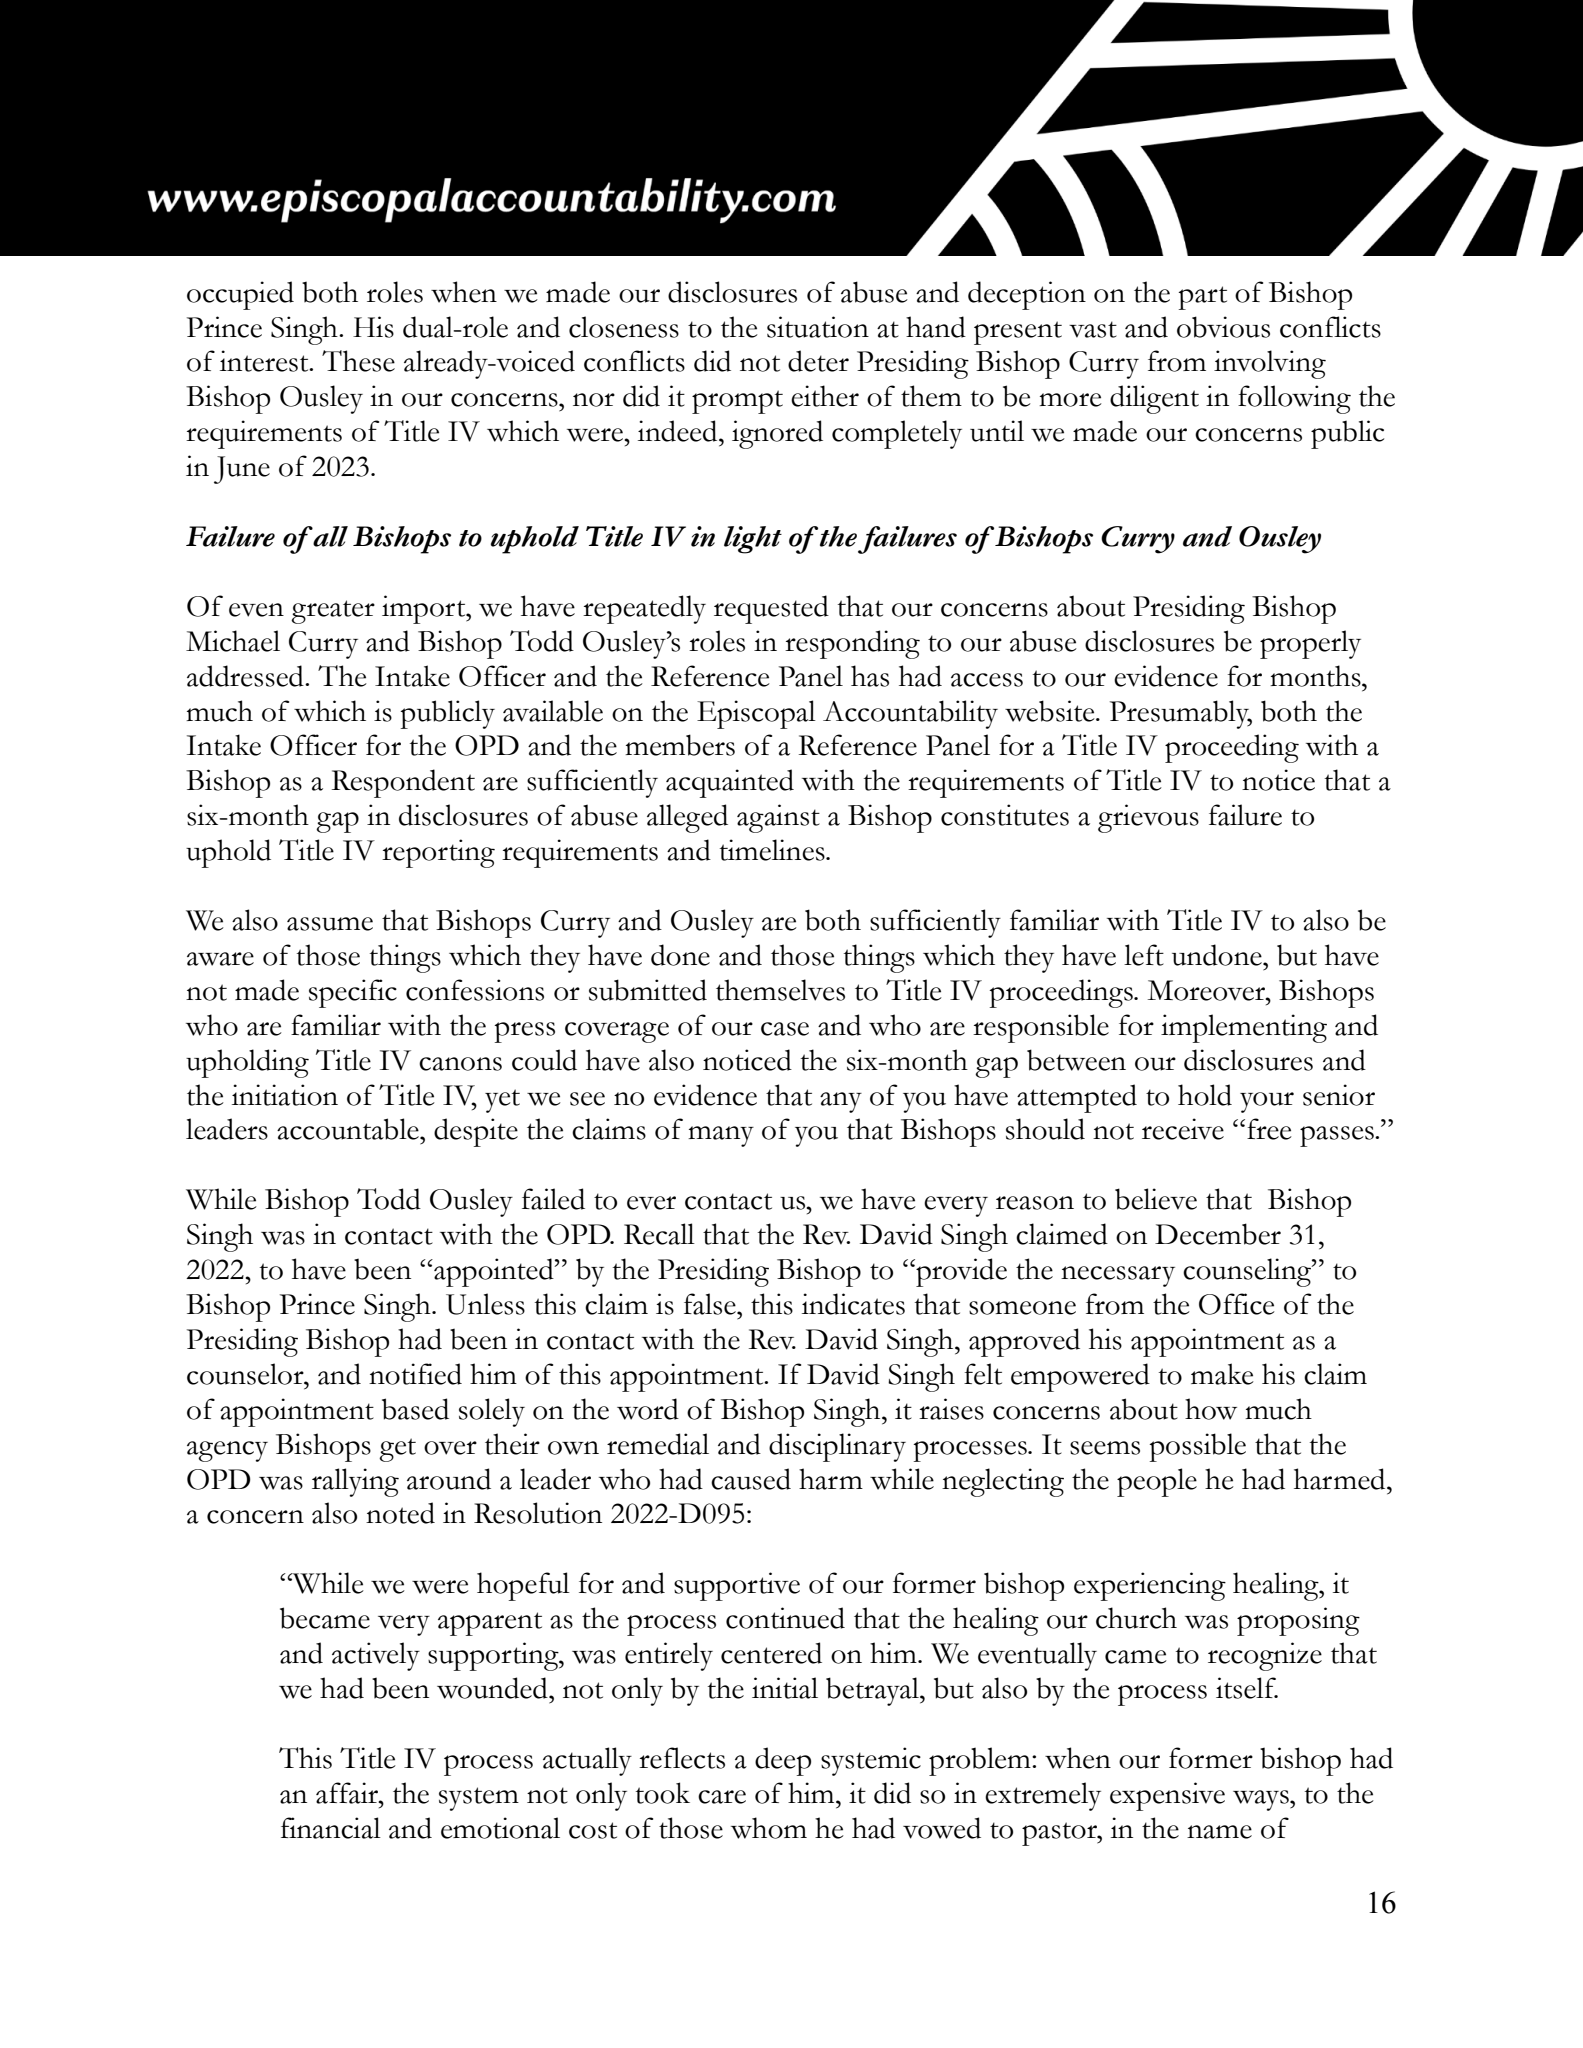 www.episcopalaccountability.com
occupied both roles when we made our disclosures of abuse and deception on the part of Bishop
Prince Singh. His dual-role and closeness to the situation at hand present vast and obvious conflicts
of interest. These already-voiced conflicts did not deter Presiding Bishop Curry from involving
Bishop Ousley in our concerns, nor did it prompt either of them to be more diligent in following the
requirements of Title IV which were, indeed, ignored completely until we made our concerns public
in June of 2023.
Failure of all Bishops to uphold Title IV in light of the failures of Bishops Curry and Ousley
Of even greater import, we have repeatedly requested that our concerns about Presiding Bishop
Michael Curry and Bishop Todd Ousley’s roles in responding to our abuse disclosures be properly
addressed. The Intake Officer and the Reference Panel has had access to our evidence for months,
much of which is publicly available on the Episcopal Accountability website. Presumably, both the
Intake Officer for the OPD and the members of a Reference Panel for a Title IV proceeding with a
Bishop as a Respondent are sufficiently acquainted with the requirements of Title IV to notice that a
six-month gap in disclosures of abuse alleged against a Bishop constitutes a grievous failure to
uphold Title IV reporting requirements and timelines.
We also assume that Bishops Curry and Ousley are both sufficiently familiar with Title IV to also be
aware of those things which they have done and those things which they have left undone, but have
not made specific confessions or submitted themselves to Title IV proceedings. Moreover, Bishops
who are familiar with the press coverage of our case and who are responsible for implementing and
upholding Title IV canons could have also noticed the six-month gap between our disclosures and
the initiation of Title IV, yet we see no evidence that any of you have attempted to hold your senior
leaders accountable, despite the claims of many of you that Bishops should not receive “free passes.”
While Bishop Todd Ousley failed to ever contact us, we have every reason to believe that  Bishop
Singh was in contact with the OPD. Recall that the Rev. David Singh claimed on December 31,
2022, to have been “appointed” by the Presiding Bishop to “provide the necessary counseling” to
Bishop Prince Singh. Unless this claim is false, this indicates that someone from the Office of the
Presiding Bishop had been in contact with the Rev. David Singh, approved his appointment as a
counselor, and notified him of this appointment. If David Singh felt empowered to make his claim
of appointment based solely on the word of Bishop Singh, it raises concerns about how much
agency Bishops get over their own remedial and disciplinary processes. It seems possible that the
OPD was rallying around a leader who had caused harm while neglecting the people he had harmed,
a concern also noted in Resolution 2022-D095:
“While we were hopeful for and supportive of our former bishop experiencing healing, it
became very apparent as the process continued that the healing our church was proposing
and actively supporting, was entirely centered on him. We eventually came to recognize that
we had been wounded, not only by the initial betrayal, but also by the process itself.
This Title IV process actually reflects a deep systemic problem: when our former bishop had
an affair, the system not only took care of him, it did so in extremely expensive ways, to the
financial and emotional cost of those whom he had vowed to pastor, in the name of
16